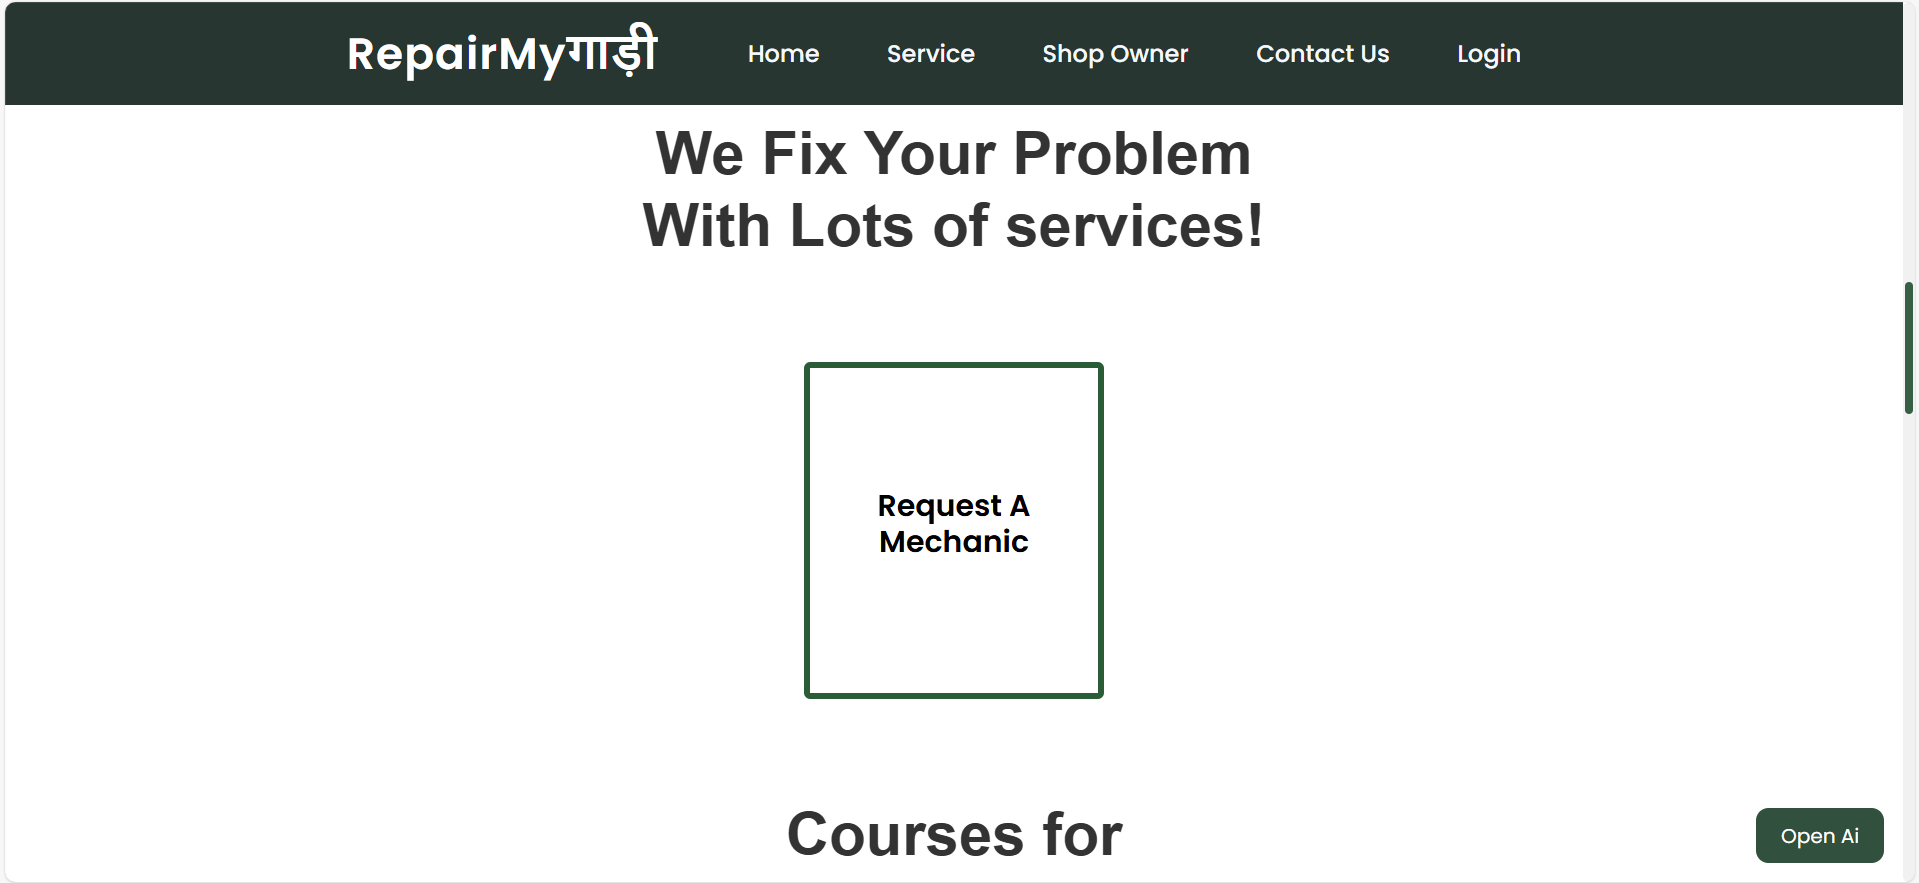 RepairMyगाड़ी Home Service Shop Owner Contact Us Login
We Fix Your Problem
With Lots of services!
Request A
Mechanic
Courses for
Open Ai